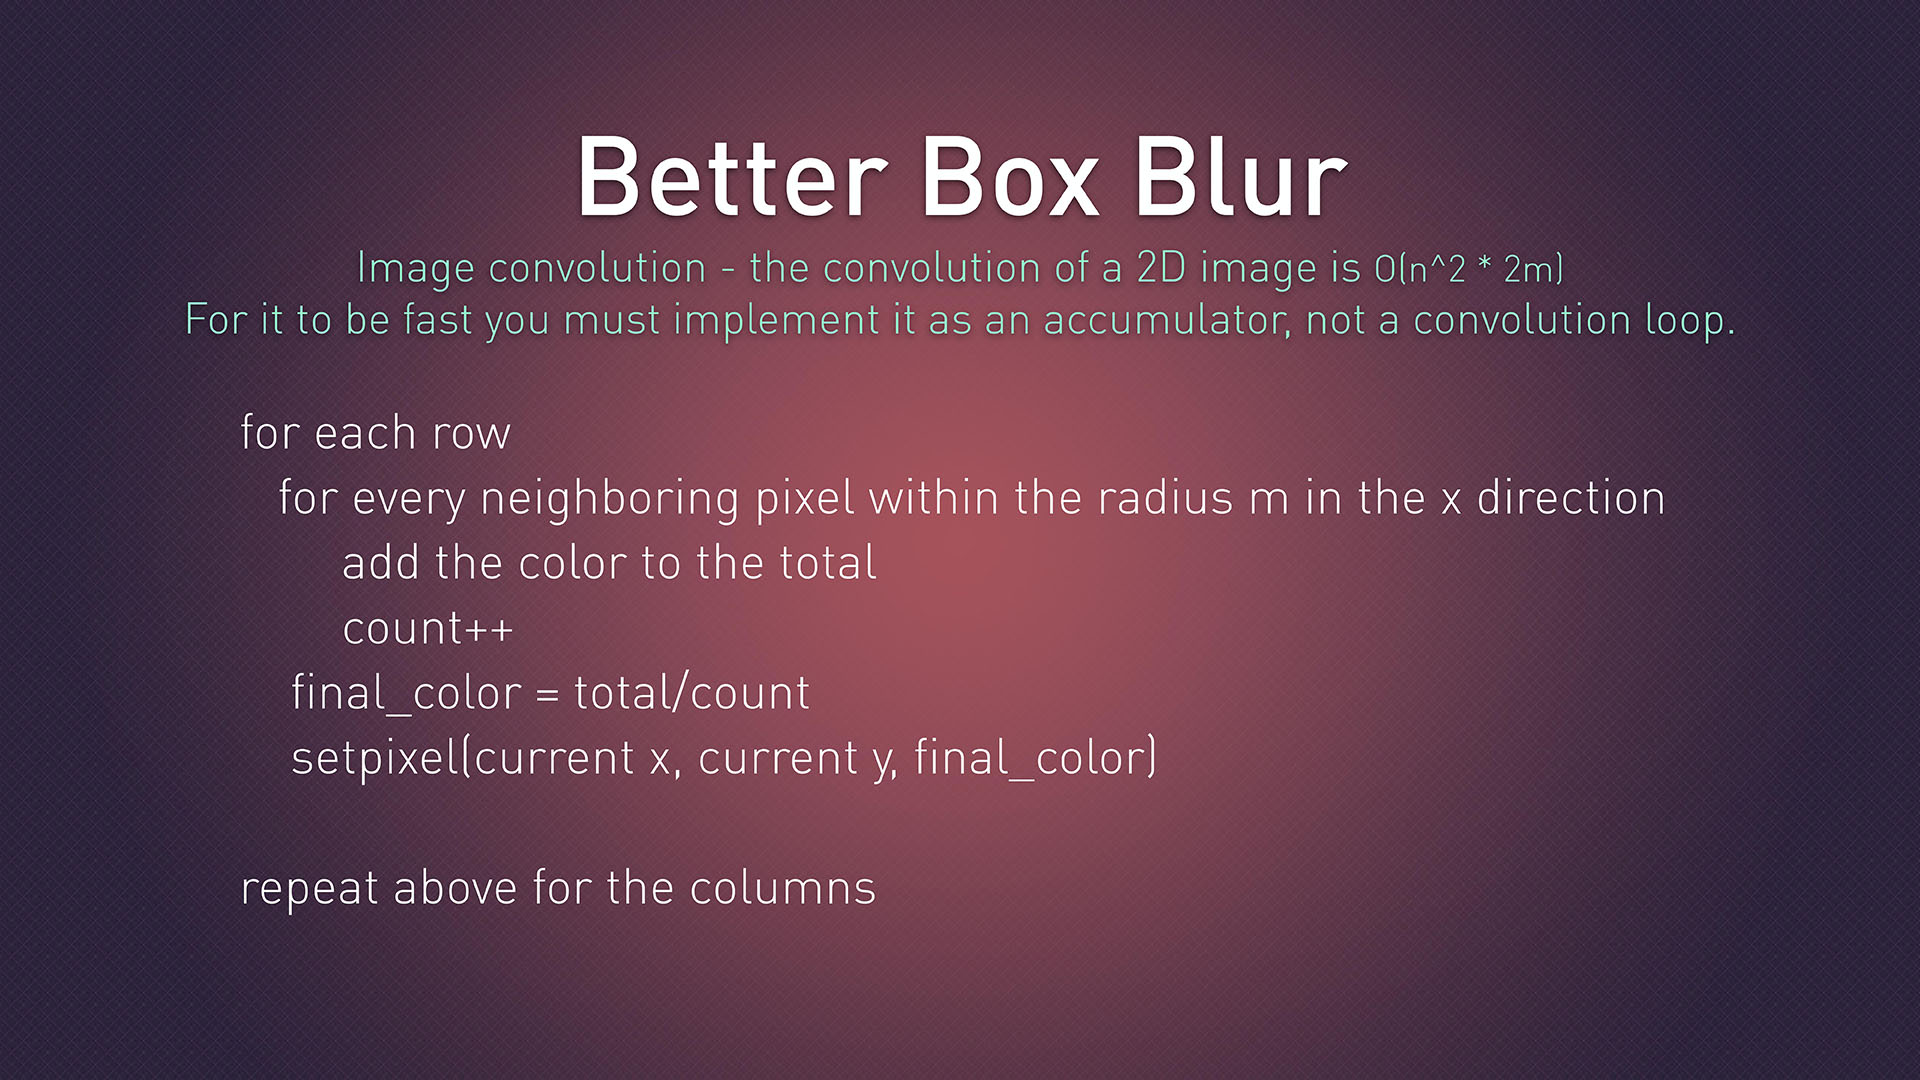 Better Box Blur
Image convolution - the convolution of a 2D image is O(n^2 * 2m)
For it to be fast you must implement it as an accumulator, not a convolution loop.
for each row
for every neighboring pixel within the radius m in the x direction
add the color to the total
count++
final_color = total/count
setpixel(current x, current y, final_color)
repeat above for the columns